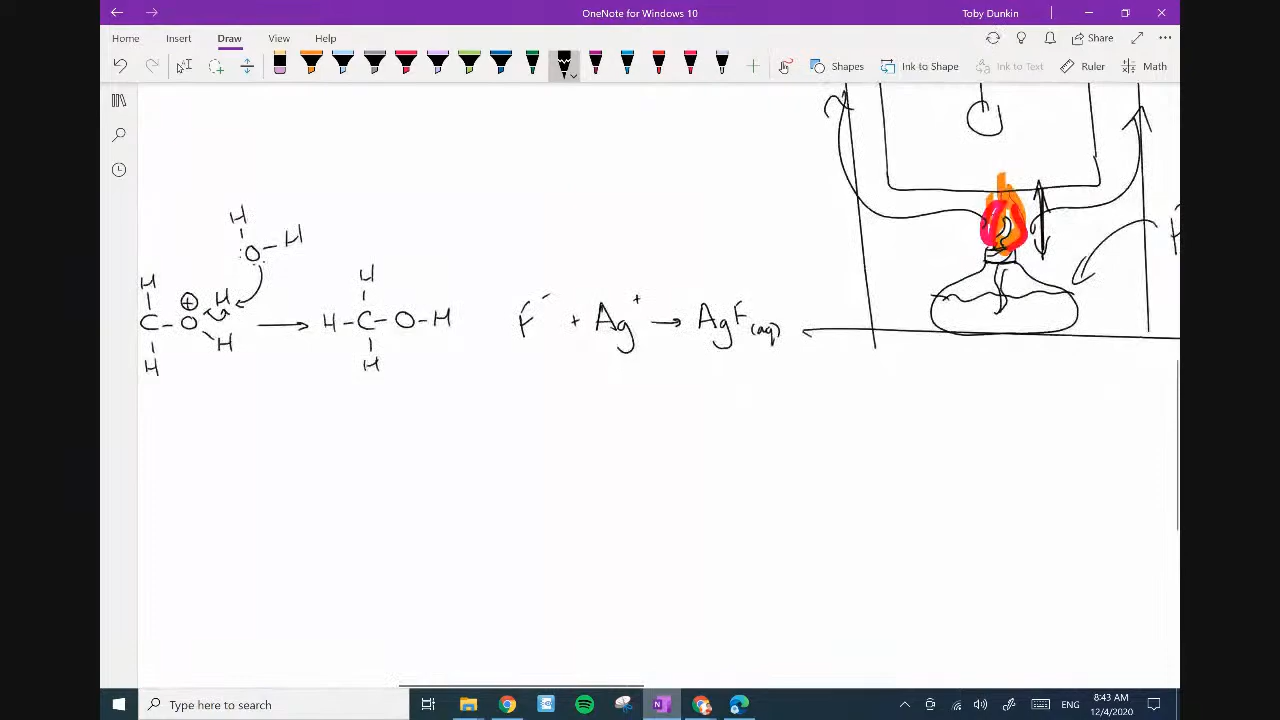 OneNote for Windows 10
Toby Dunkin
Home Insert Draw View Help
Share
Shapes Ink to Shape Ink to Text Ruler Math
H
O - H
H
C - O H
H
H
H
H - C - O - H
H
F⁻ + Ag⁺ → AgF(aq)
Type here to search
ENG
8:43 AM
12/4/2020